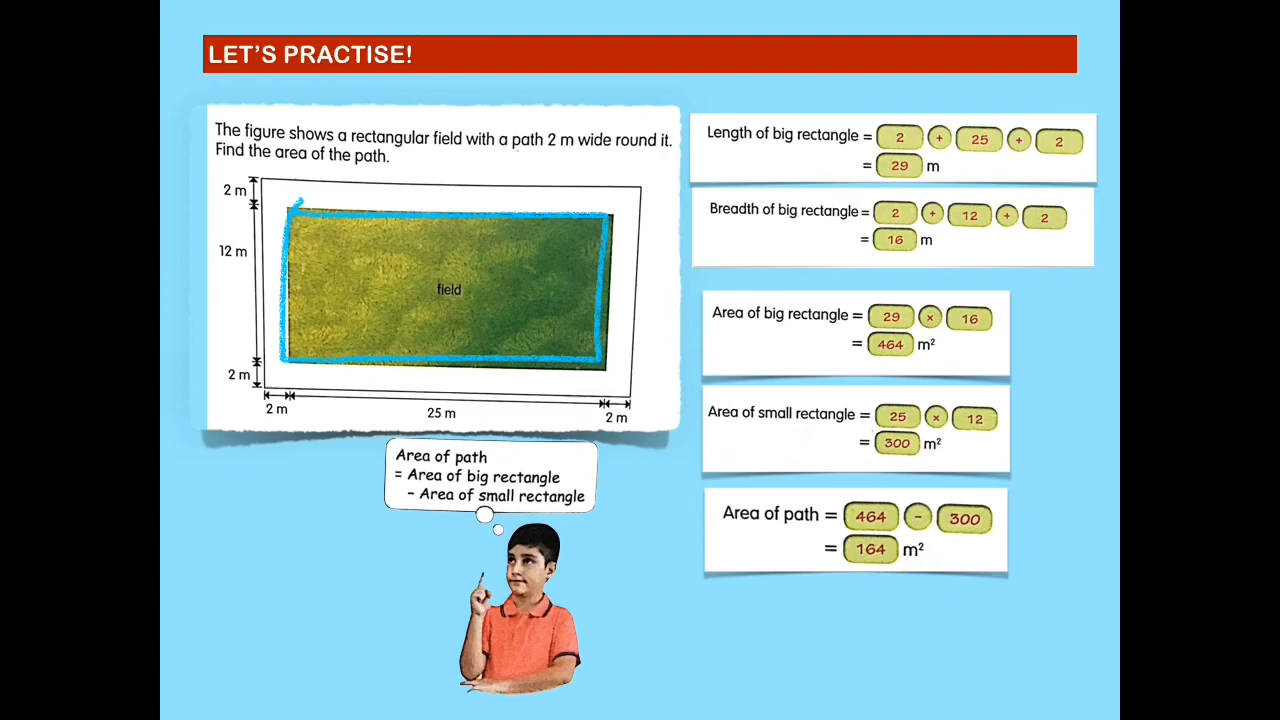 LET'S PRACTISE!
The figure shows a rectangular field with a path 2 m wide round it.
Find the area of the path.
2 m
12 m
field
2 m
2 m
25 m
2 m
Area of path
= Area of big rectangle
– Area of small rectangle
Length of big rectangle = 2 + 25 + 2
= 29 m
Breadth of big rectangle = 2 + 12 + 2
= 16 m
Area of big rectangle = 29 × 16
= 464 m²
Area of small rectangle = 25 × 12
= 300 m²
Area of path = 464 – 300
= 164 m²